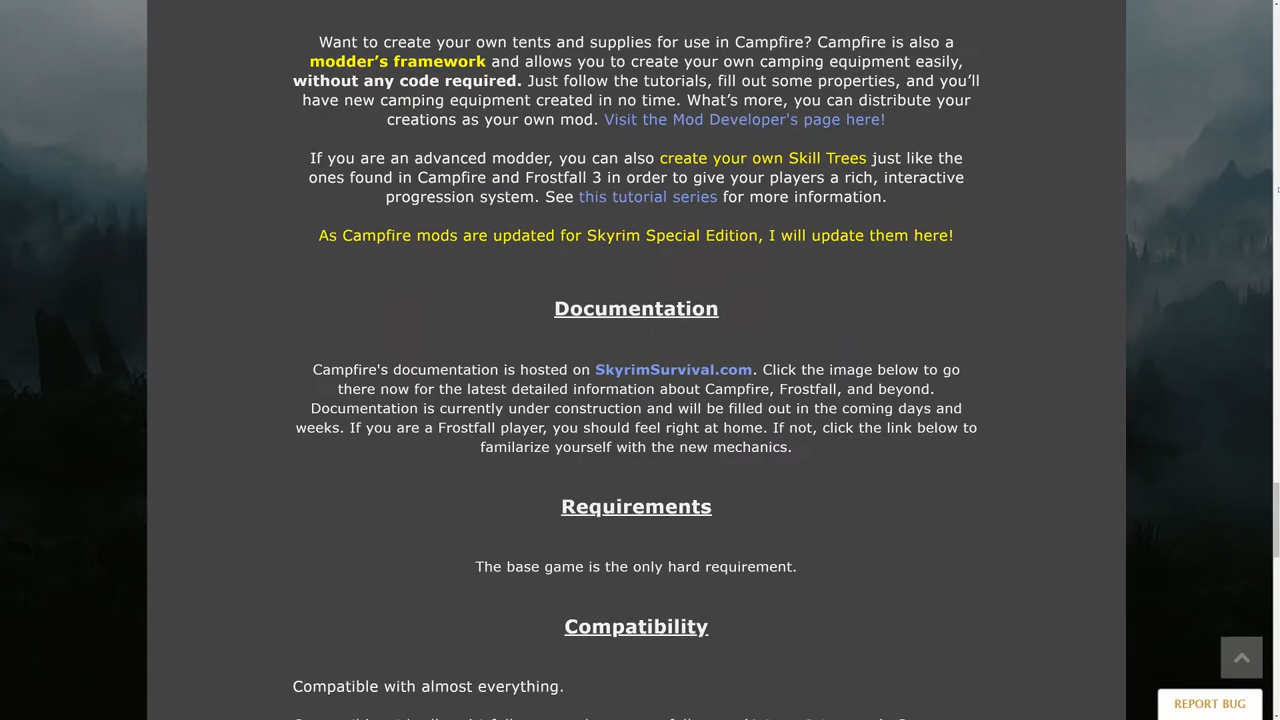 Want to create your own tents and supplies for use in Campfire? Campfire is also a
modder’s framework and allows you to create your own camping equipment easily,
without any code required. Just follow the tutorials, fill out some properties, and you’ll
have new camping equipment created in no time. What’s more, you can distribute your
creations as your own mod. Visit the Mod Developer's page here!
If you are an advanced modder, you can also create your own Skill Trees just like the
ones found in Campfire and Frostfall 3 in order to give your players a rich, interactive
progression system. See this tutorial series for more information.
As Campfire mods are updated for Skyrim Special Edition, I will update them here!
Documentation
Campfire's documentation is hosted on SkyrimSurvival.com. Click the image below to go
there now for the latest detailed information about Campfire, Frostfall, and beyond.
Documentation is currently under construction and will be filled out in the coming days and
weeks. If you are a Frostfall player, you should feel right at home. If not, click the link below to
familarize yourself with the new mechanics.
Requirements
The base game is the only hard requirement.
Compatibility
Compatible with almost everything.
REPORT BUG